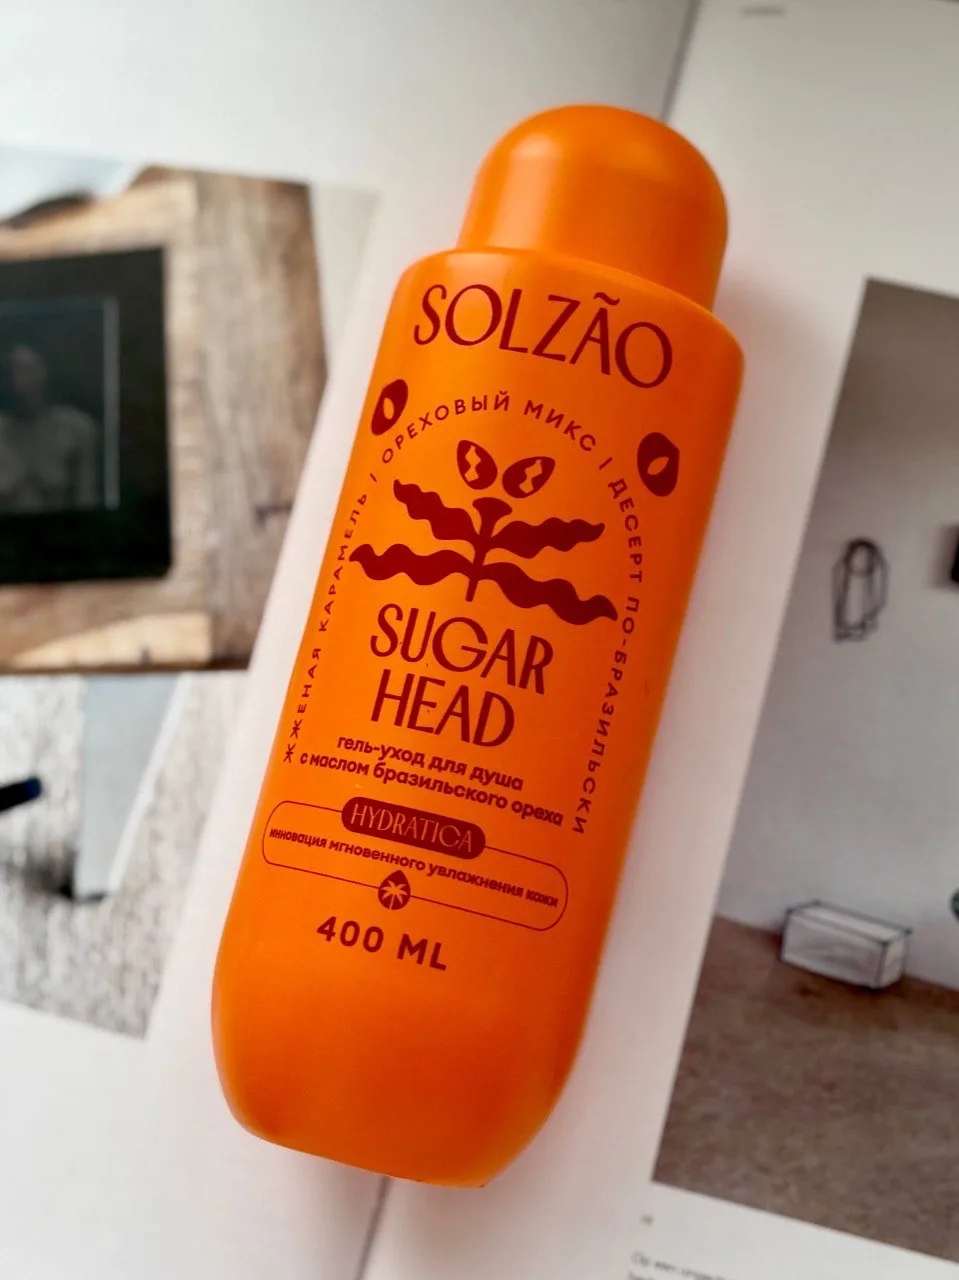 SOLZÃO
ЖЖЕНАЯ КАРАМЕЛЬ | ОРЕХОВЫЙ МИКС | ДЕСЕРТ ПО-БРАЗИЛЬСКИ
SUGAR
HEAD
гель-уход для душа
с маслом бразильского ореха
HYDRATICA
инновация мгновенного увлажнения кожи
400 ML